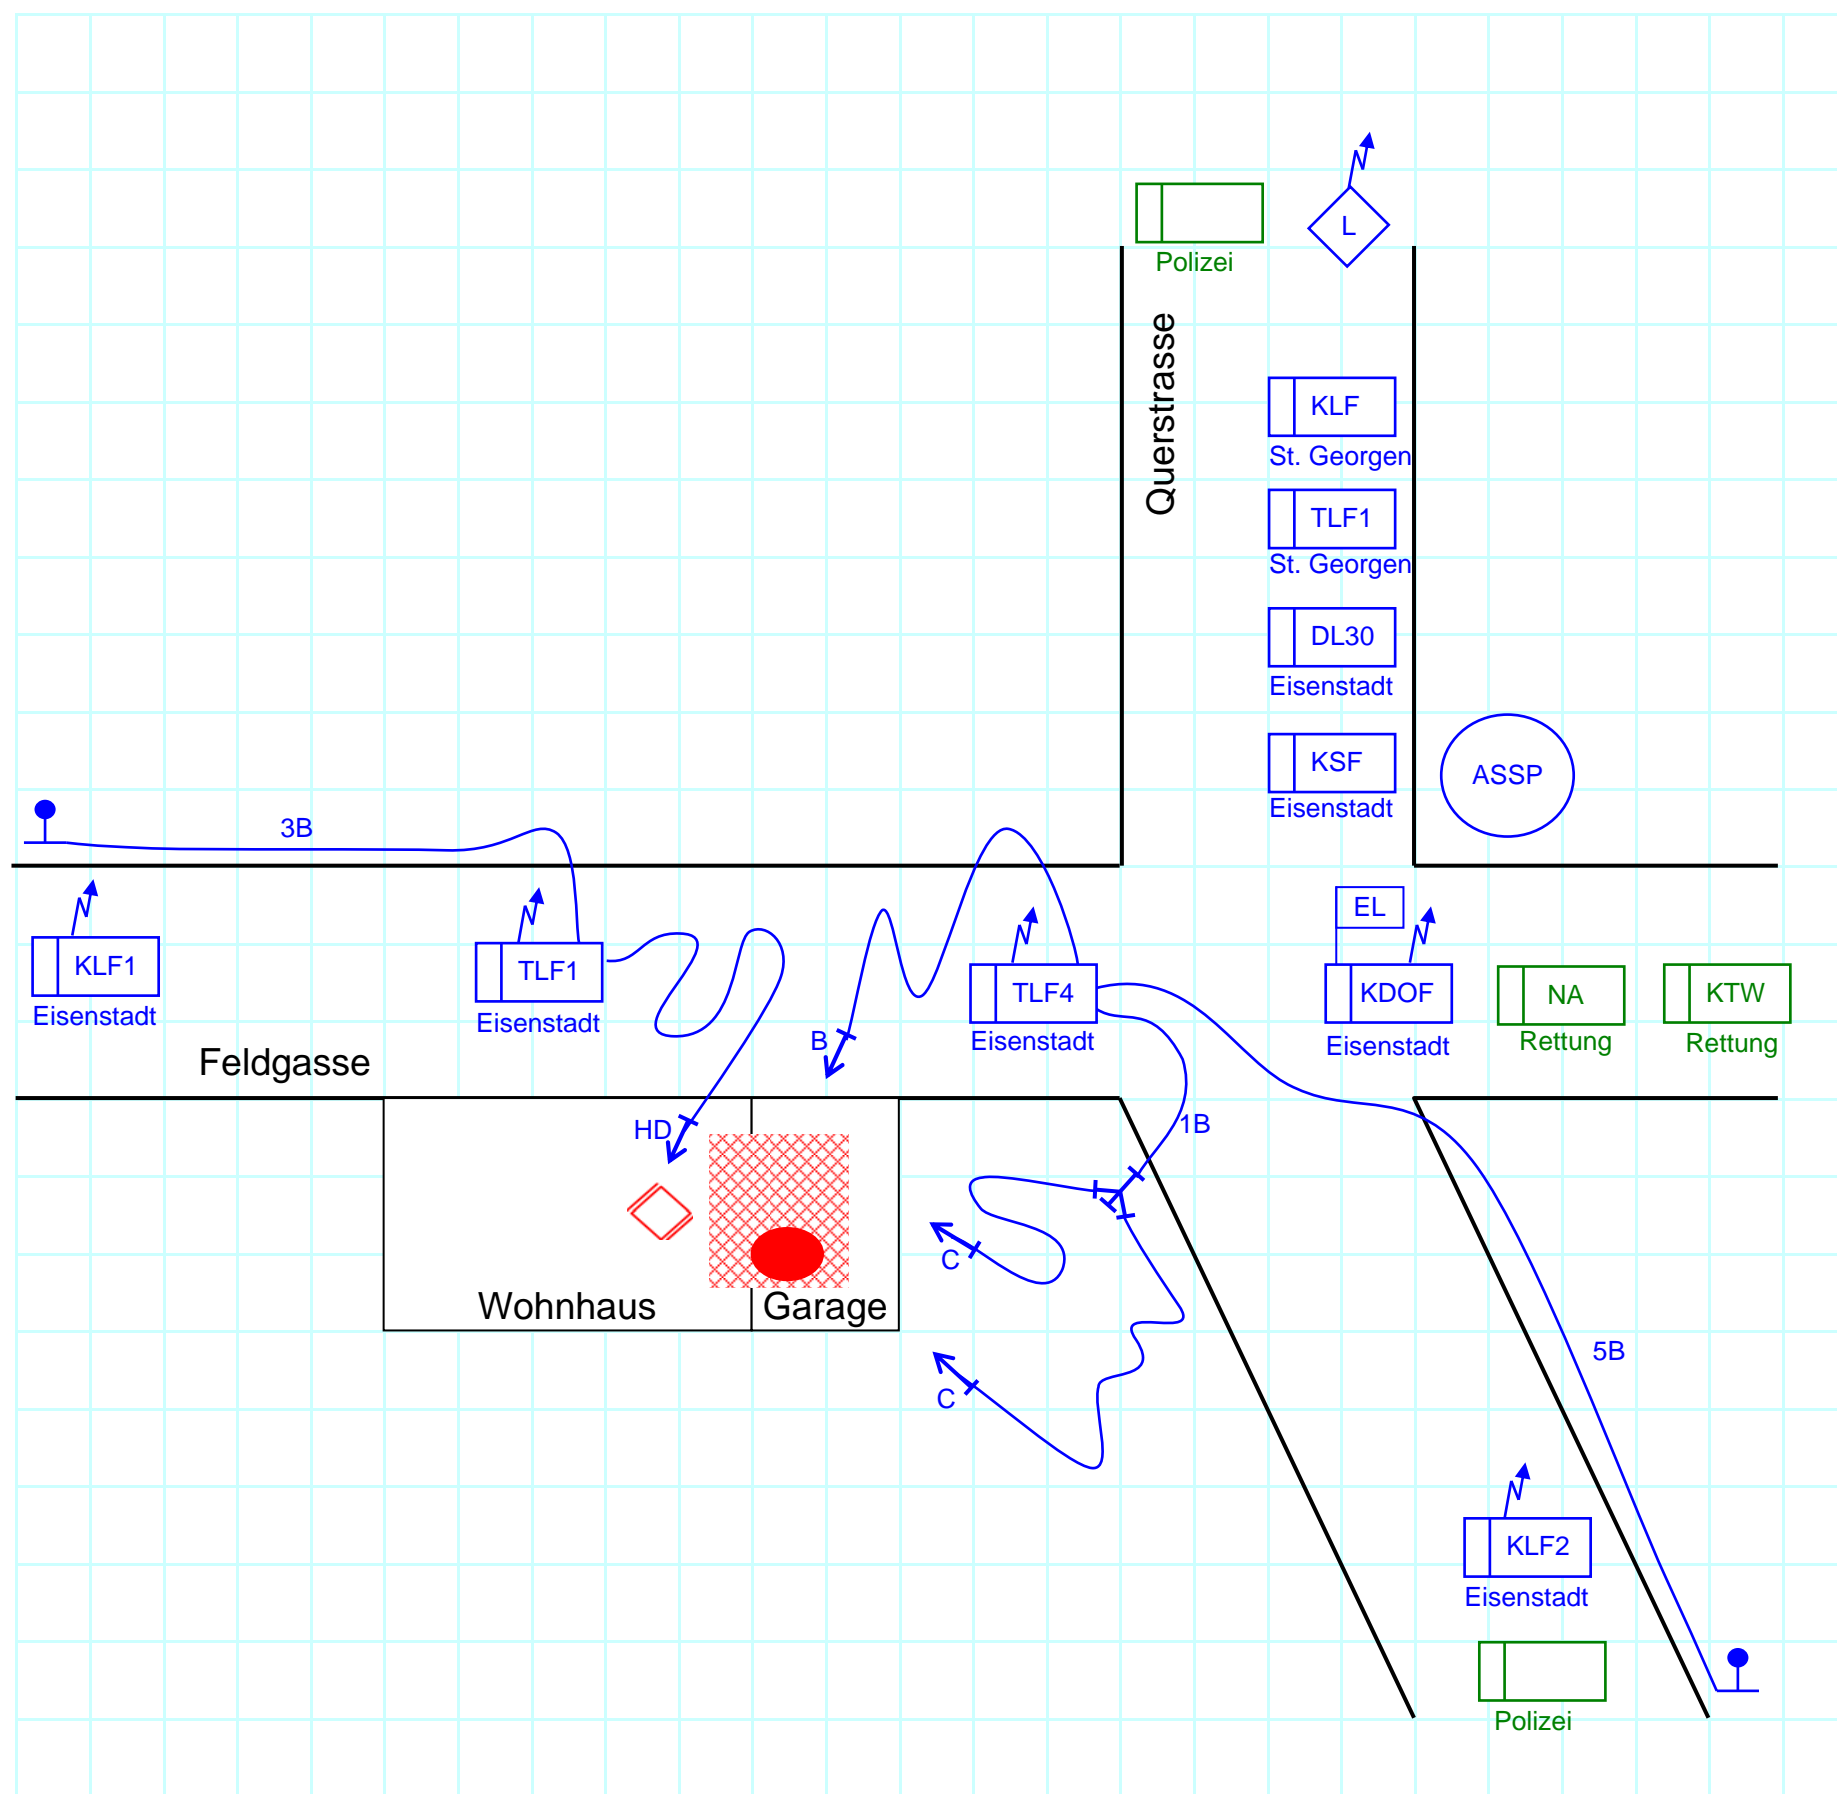 L
Polizei
Querstrasse
KLF
St. Georgen
TLF1
St. Georgen
DL30
Eisenstadt
KSF
Eisenstadt
ASSP
3B
EL
KLF1
Eisenstadt
TLF1
Eisenstadt
TLF4
Eisenstadt
KDOF
Eisenstadt
NA
Rettung
KTW
Rettung
B
Feldgasse
HD
1B
C
Wohnhaus
Garage
C
5B
KLF2
Eisenstadt
Polizei